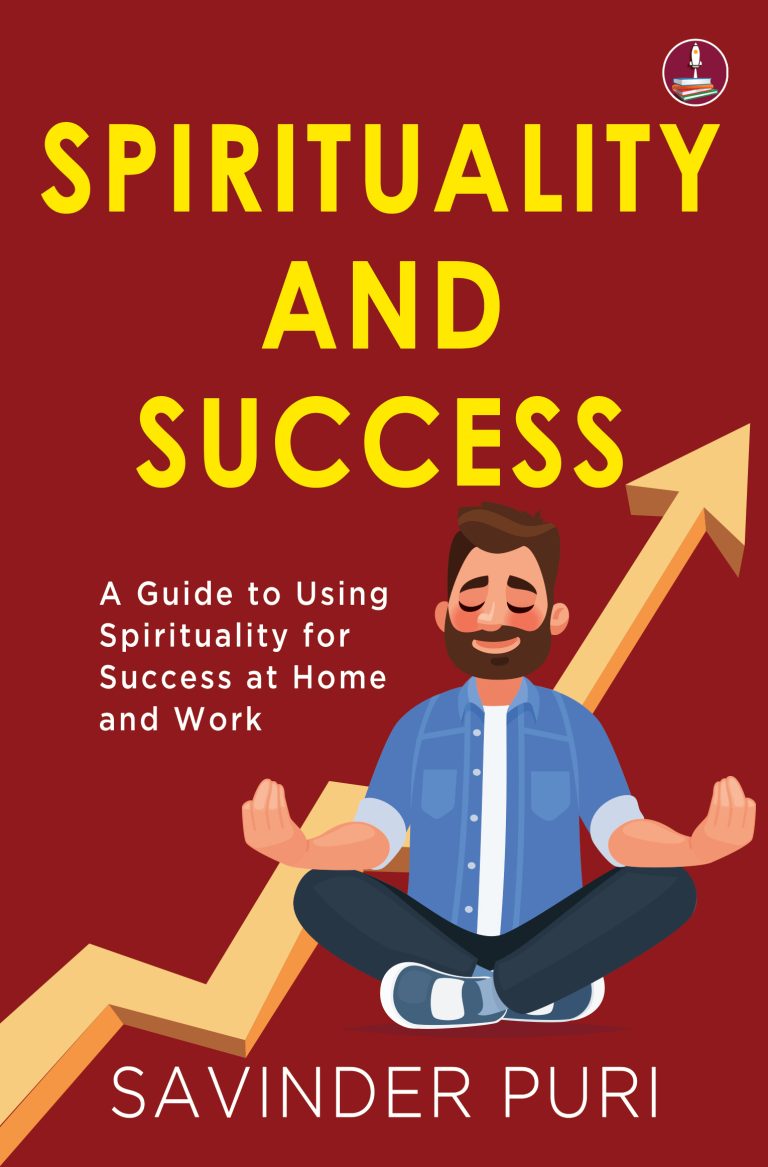 SPIRITUALITY
AND
SUCCESS
A Guide to Using
Spirituality for
Success at Home
and Work
SAVINDER PURI